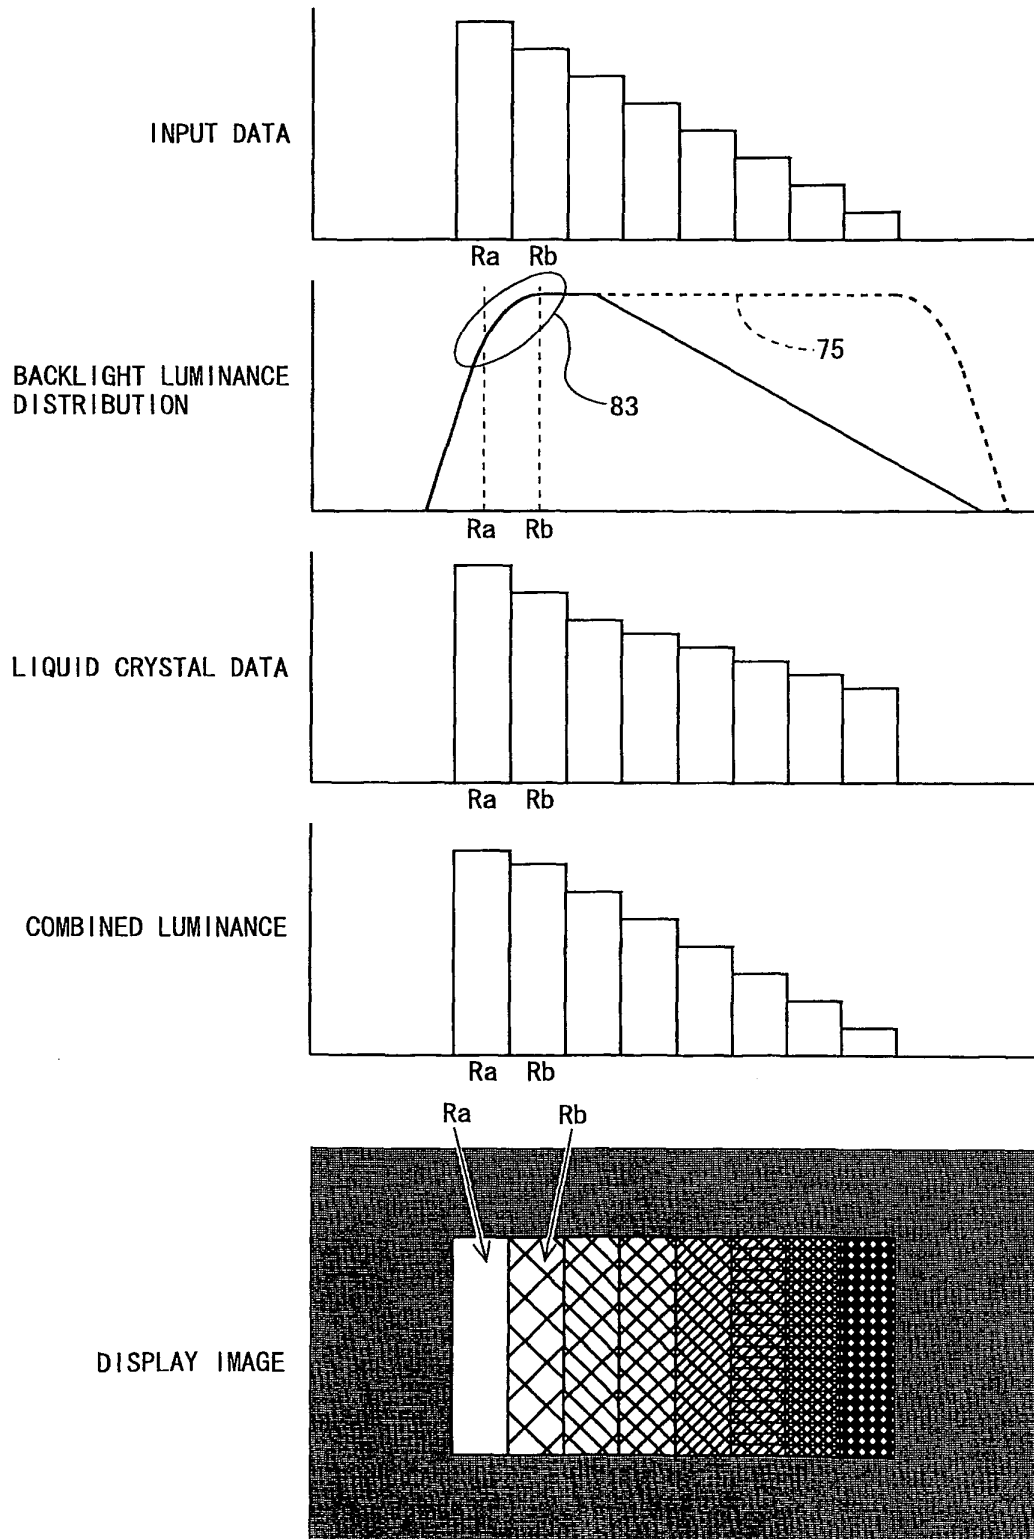 INPUT DATA
Ra Rb
75
BACKLIGHT LUMINANCE
DISTRIBUTION
83
Ra Rb
LIQUID CRYSTAL DATA
Ra Rb
COMBINED LUMINANCE
Ra Rb
Ra Rb
DISPLAY IMAGE